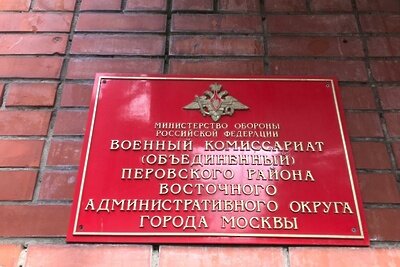 МИНИСТЕРСТВО ОБОРОНЫ
РОССИЙСКОЙ ФЕДЕРАЦИИ
ВОЕННЫЙ КОМИССАРИАТ
(ОБЪЕДИНЕННЫЙ)
ПЕРОВСКОГО РАЙОНА
ВОСТОЧНОГО
АДМИНИСТРАТИВНОГО ОКРУГА
ГОРОДА МОСКВЫ